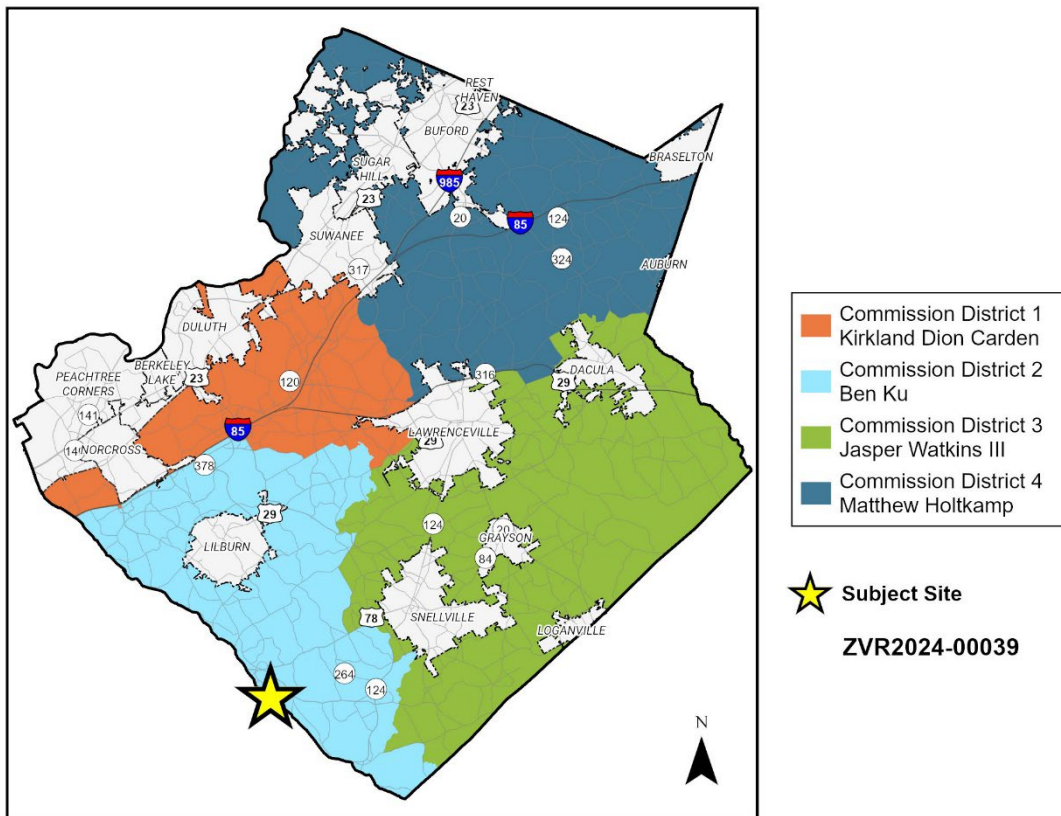 REST
HAVEN
23
BUFORD
BRASELTON
SUGAR
HILL
985
23
20
85
124
SUWANEE
324
317
AUBURN
DULUTH
BERKELEY
LAKE
23
PEACHTREE
CORNERS
120
316
29
DACULA
141
14
NORCROSS
85
LAWRENCEVILLE
29
378
29
LILBURN
124
20
GRAYSON
84
78
SNELLVILLE
LOGANVILLE
264
124
N
Commission District 1
Kirkland Dion Carden
Commission District 2
Ben Ku
Commission District 3
Jasper Watkins III
Commission District 4
Matthew Holtkamp
Subject Site
ZVR2024-00039